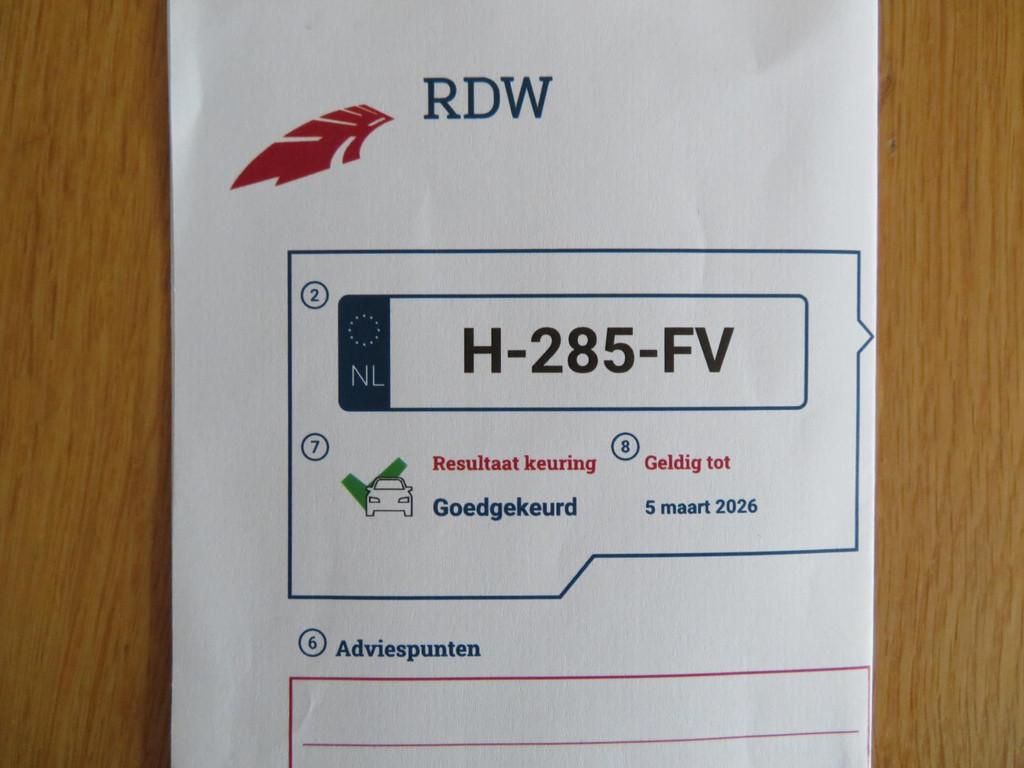 RDW
2
NL H-285-FV
7 Resultaat keuring 8 Geldig tot
Goedgekeurd 5 maart 2026
6 Adviespunten